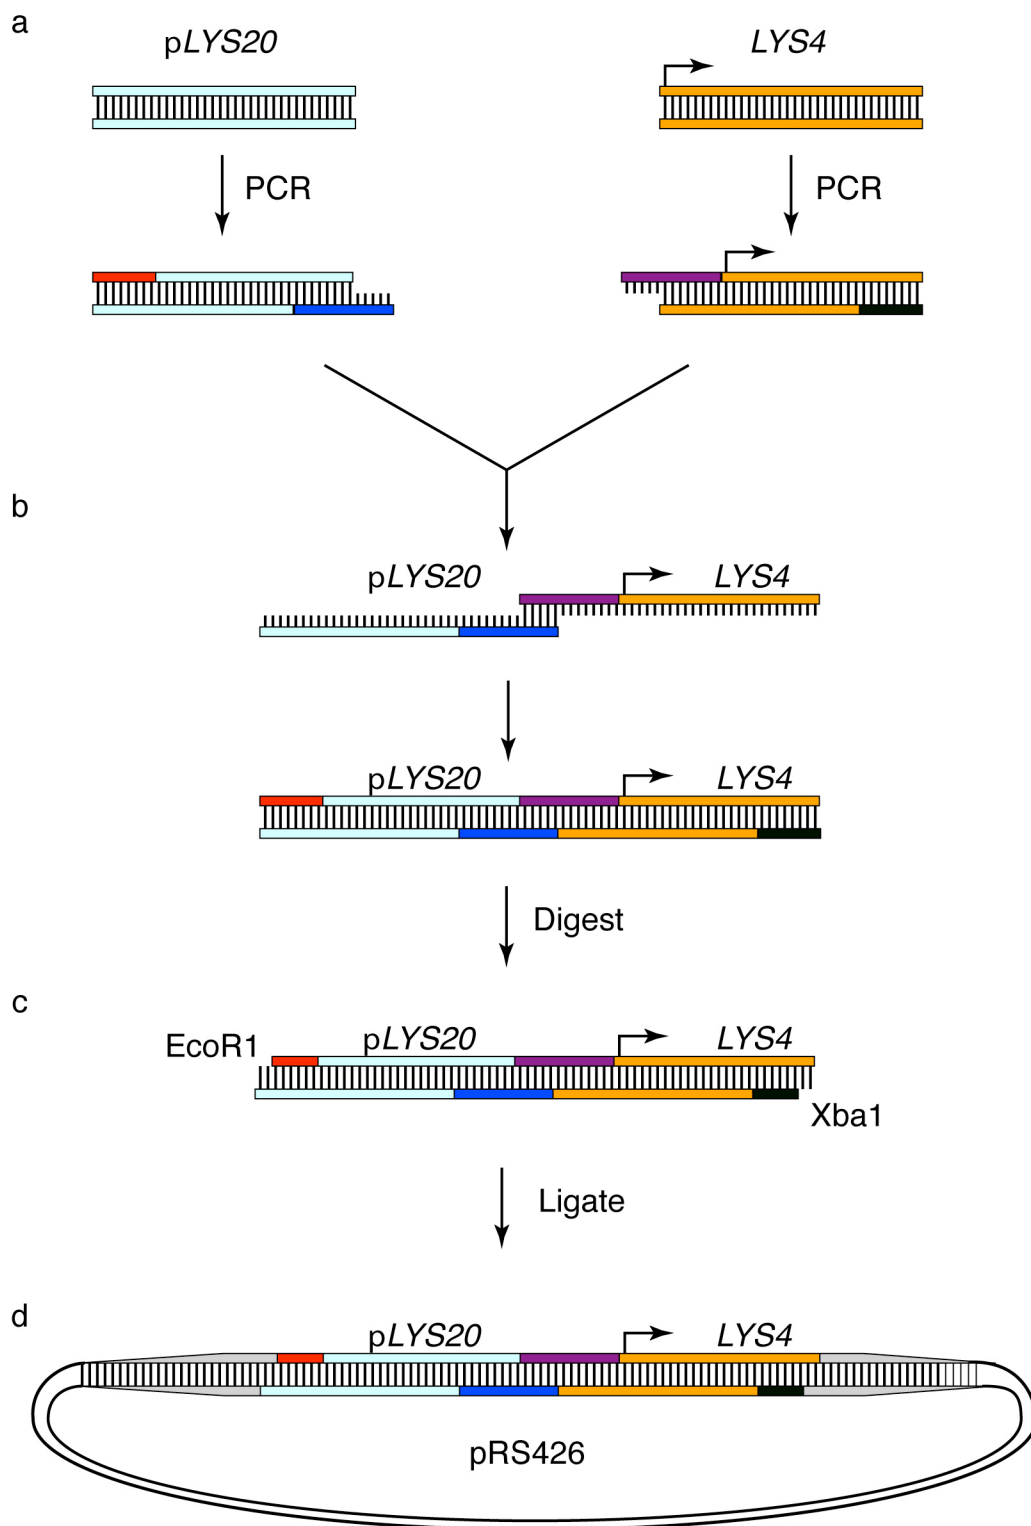 a
pLYS20
LYS4
PCR
PCR
b
pLYS20
LYS4
pLYS20
LYS4
Digest
c
EcoR1
pLYS20
LYS4
Xba1
Ligate
d
pLYS20
LYS4
pRS426